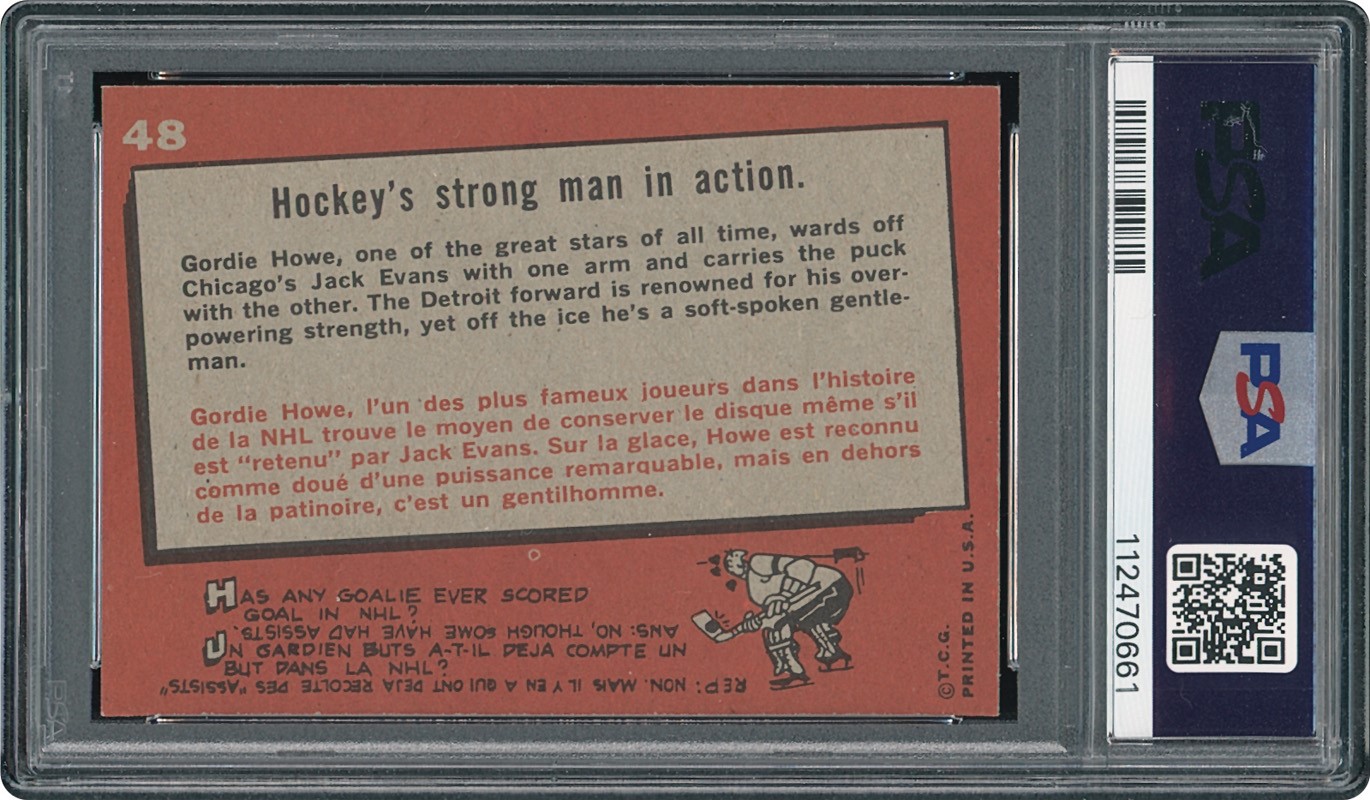 48
Hockey's strong man in action.
Gordie Howe, one of the great stars of all time, wards off
Chicago's Jack Evans with one arm and carries the puck
with the other. The Detroit forward is renowned for his over-
powering strength, yet off the ice he's a soft-spoken gentle-
man.
Gordie Howe, l'un des plus fameux joueurs dans l'histoire
de la NHL trouve le moyen de conserver le disque même s'il
est "retenu" par Jack Evans. Sur la glace, Howe est reconnu
comme doué d'une puissance remarquable, mais en dehors
de la patinoire, c'est un gentilhomme.
HAS ANY GOALIE EVER SCORED
GOAL IN NHL?
ANS: NO, THOUGH SOME HAVE HAD ASSISTS.
UN GARDIEN BUTS A-T-IL DEJA COMPTE UN
BUT DANS LA NHL?
REP: NON. MAIS IL Y EN A QUI ONT DEJA RECOLTE DES "ASSISTS"
©T.C.G.
PRINTED IN U.S.A.
PSA
PSA
112470661
PSA